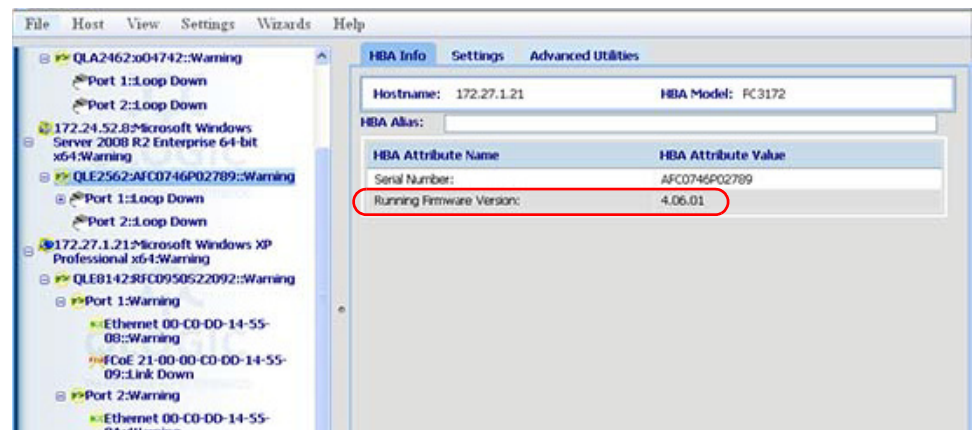 File Host View Settings Wizards Help
QLA2462:o04742::Warning
Port 1::Loop Down
Port 2::Loop Down
172.24.52.8:Microsoft Windows
Server 2008 R2 Enterprise 64-bit
x64:Warning
QLE2562:AFC0746P02789::Warning
Port 1::Loop Down
Port 2::Loop Down
172.27.1.21:Microsoft Windows XP
Professional x64:Warning
QLE8142:RFC0950S22092::Warning
Port 1:Warning
Ethernet 00-C0-DD-14-55-
08::Warning
FCoE 21-00-00-C0-DD-14-55-
09::Link Down
Port 2:Warning
Ethernet 00-C0-DD-14-55-
HBA Info Settings Advanced Utilities
Hostname: 172.27.1.21 HBA Model: FC3172
HBA Alias:
HBA Attribute Name HBA Attribute Value
Serial Number: AFC0746P02789
Running Firmware Version: 4.06.01